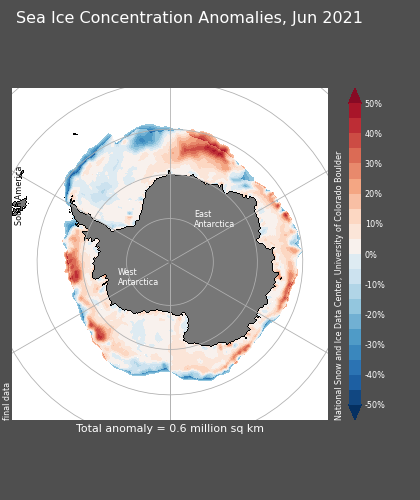 Sea Ice Concentration Anomalies, Jun 2021
South America
East
Antarctica
West
Antarctica
50%
40%
30%
20%
10%
0%
-10%
-20%
-30%
-40%
-50%
National Snow and Ice Data Center, University of Colorado Boulder
final data
Total anomaly = 0.6 million sq km